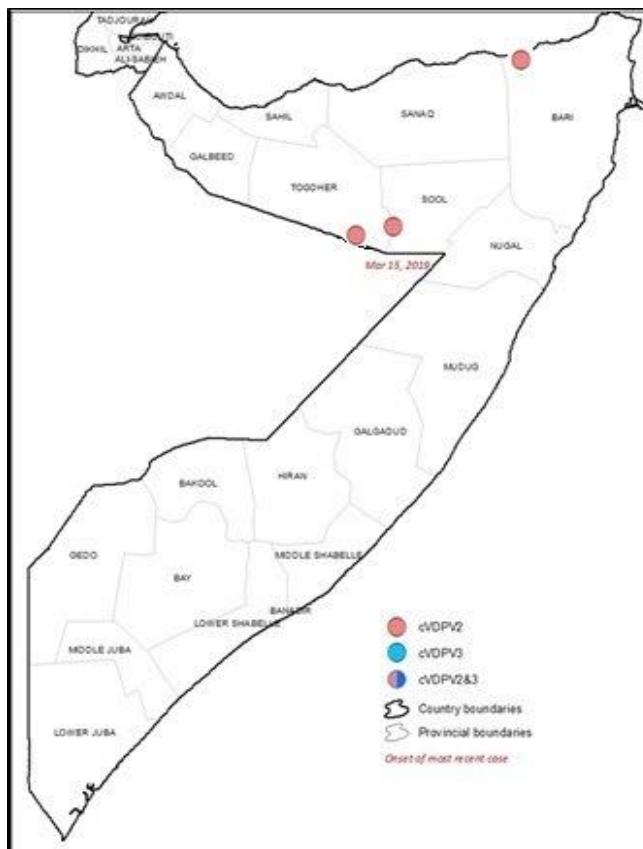 TADJOURAH
DIKHIL
ARTA
ALI-SABIEH
AWDAL
SAHIL
SANAQ
BARI
GALBEED
TOGDHER
SOOL
NUGAL
Mar 15, 2019
MUDUG
GALGADUD
HIRAN
BAKOOL
GEDO
BAY
MIDDLE SHABELLE
BANADIR
LOWER SHABELLE
MIDDLE JUBA
LOWER JUBA
cVDPV2
cVDPV3
cVDPV2&3
Country boundaries
Provincial boundaries
Onset of most recent case